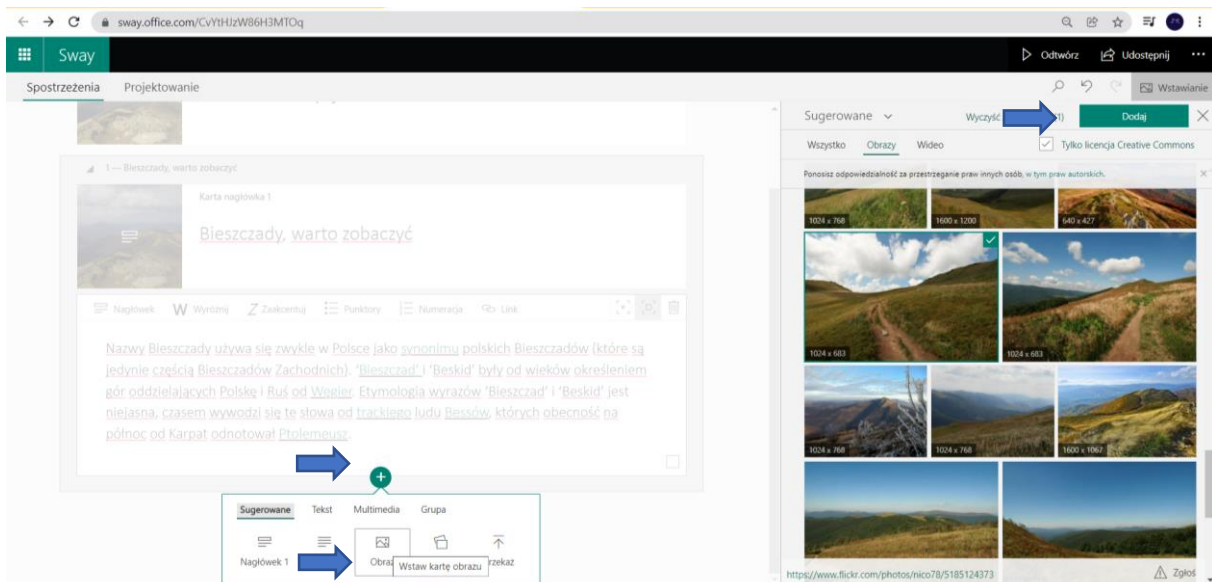 sway.office.com/CvYtHJzW86H3MTOq
Sway
Odtwórz Udostępnij
Spostrzeżenia Projektowanie
Wstawianie
Sugerowane Wyczyść 1) Dodaj
Wszystko Obrazy Wideo Tylko licencja Creative Commons
Ponosisz odpowiedzialność za przestrzeganie praw innych osób, w tym praw autorskich.
1 — Bieszczady, warto zobaczyć
Karta nagłówka 1
Bieszczady, warto zobaczyć
1024 x 768 1600 x 1200 640 x 427
Nagłówek W Wyróżnij Z Zaakcentuj Punktory Numeracja Link
Nazwy Bieszczady używa się zwykle w Polsce jako synonimu polskich Bieszczadów (które są
jedynie częścią Bieszczadów Zachodnich). 'Bieszczad' i 'Beskid' były od wieków określeniem
gór oddzielających Polskę i Ruś od Węgier. Etymologia wyrazów 'Bieszczad' i 'Beskid' jest
niejasna, czasem wywodzi się te słowa od trackiego ludu Bessów, których obecność na
północ od Karpat odnotował Ptolemeusz.
1024 x 683 1024 x 683
1024 x 768 1024 x 768 1600 x 1067
Sugerowane Tekst Multimedia Grupa
Nagłówek 1 Obraz rzekaż
Wstaw kartę obrazu
https://www.flickr.com/photos/nico78/5185124373 Zgłoś